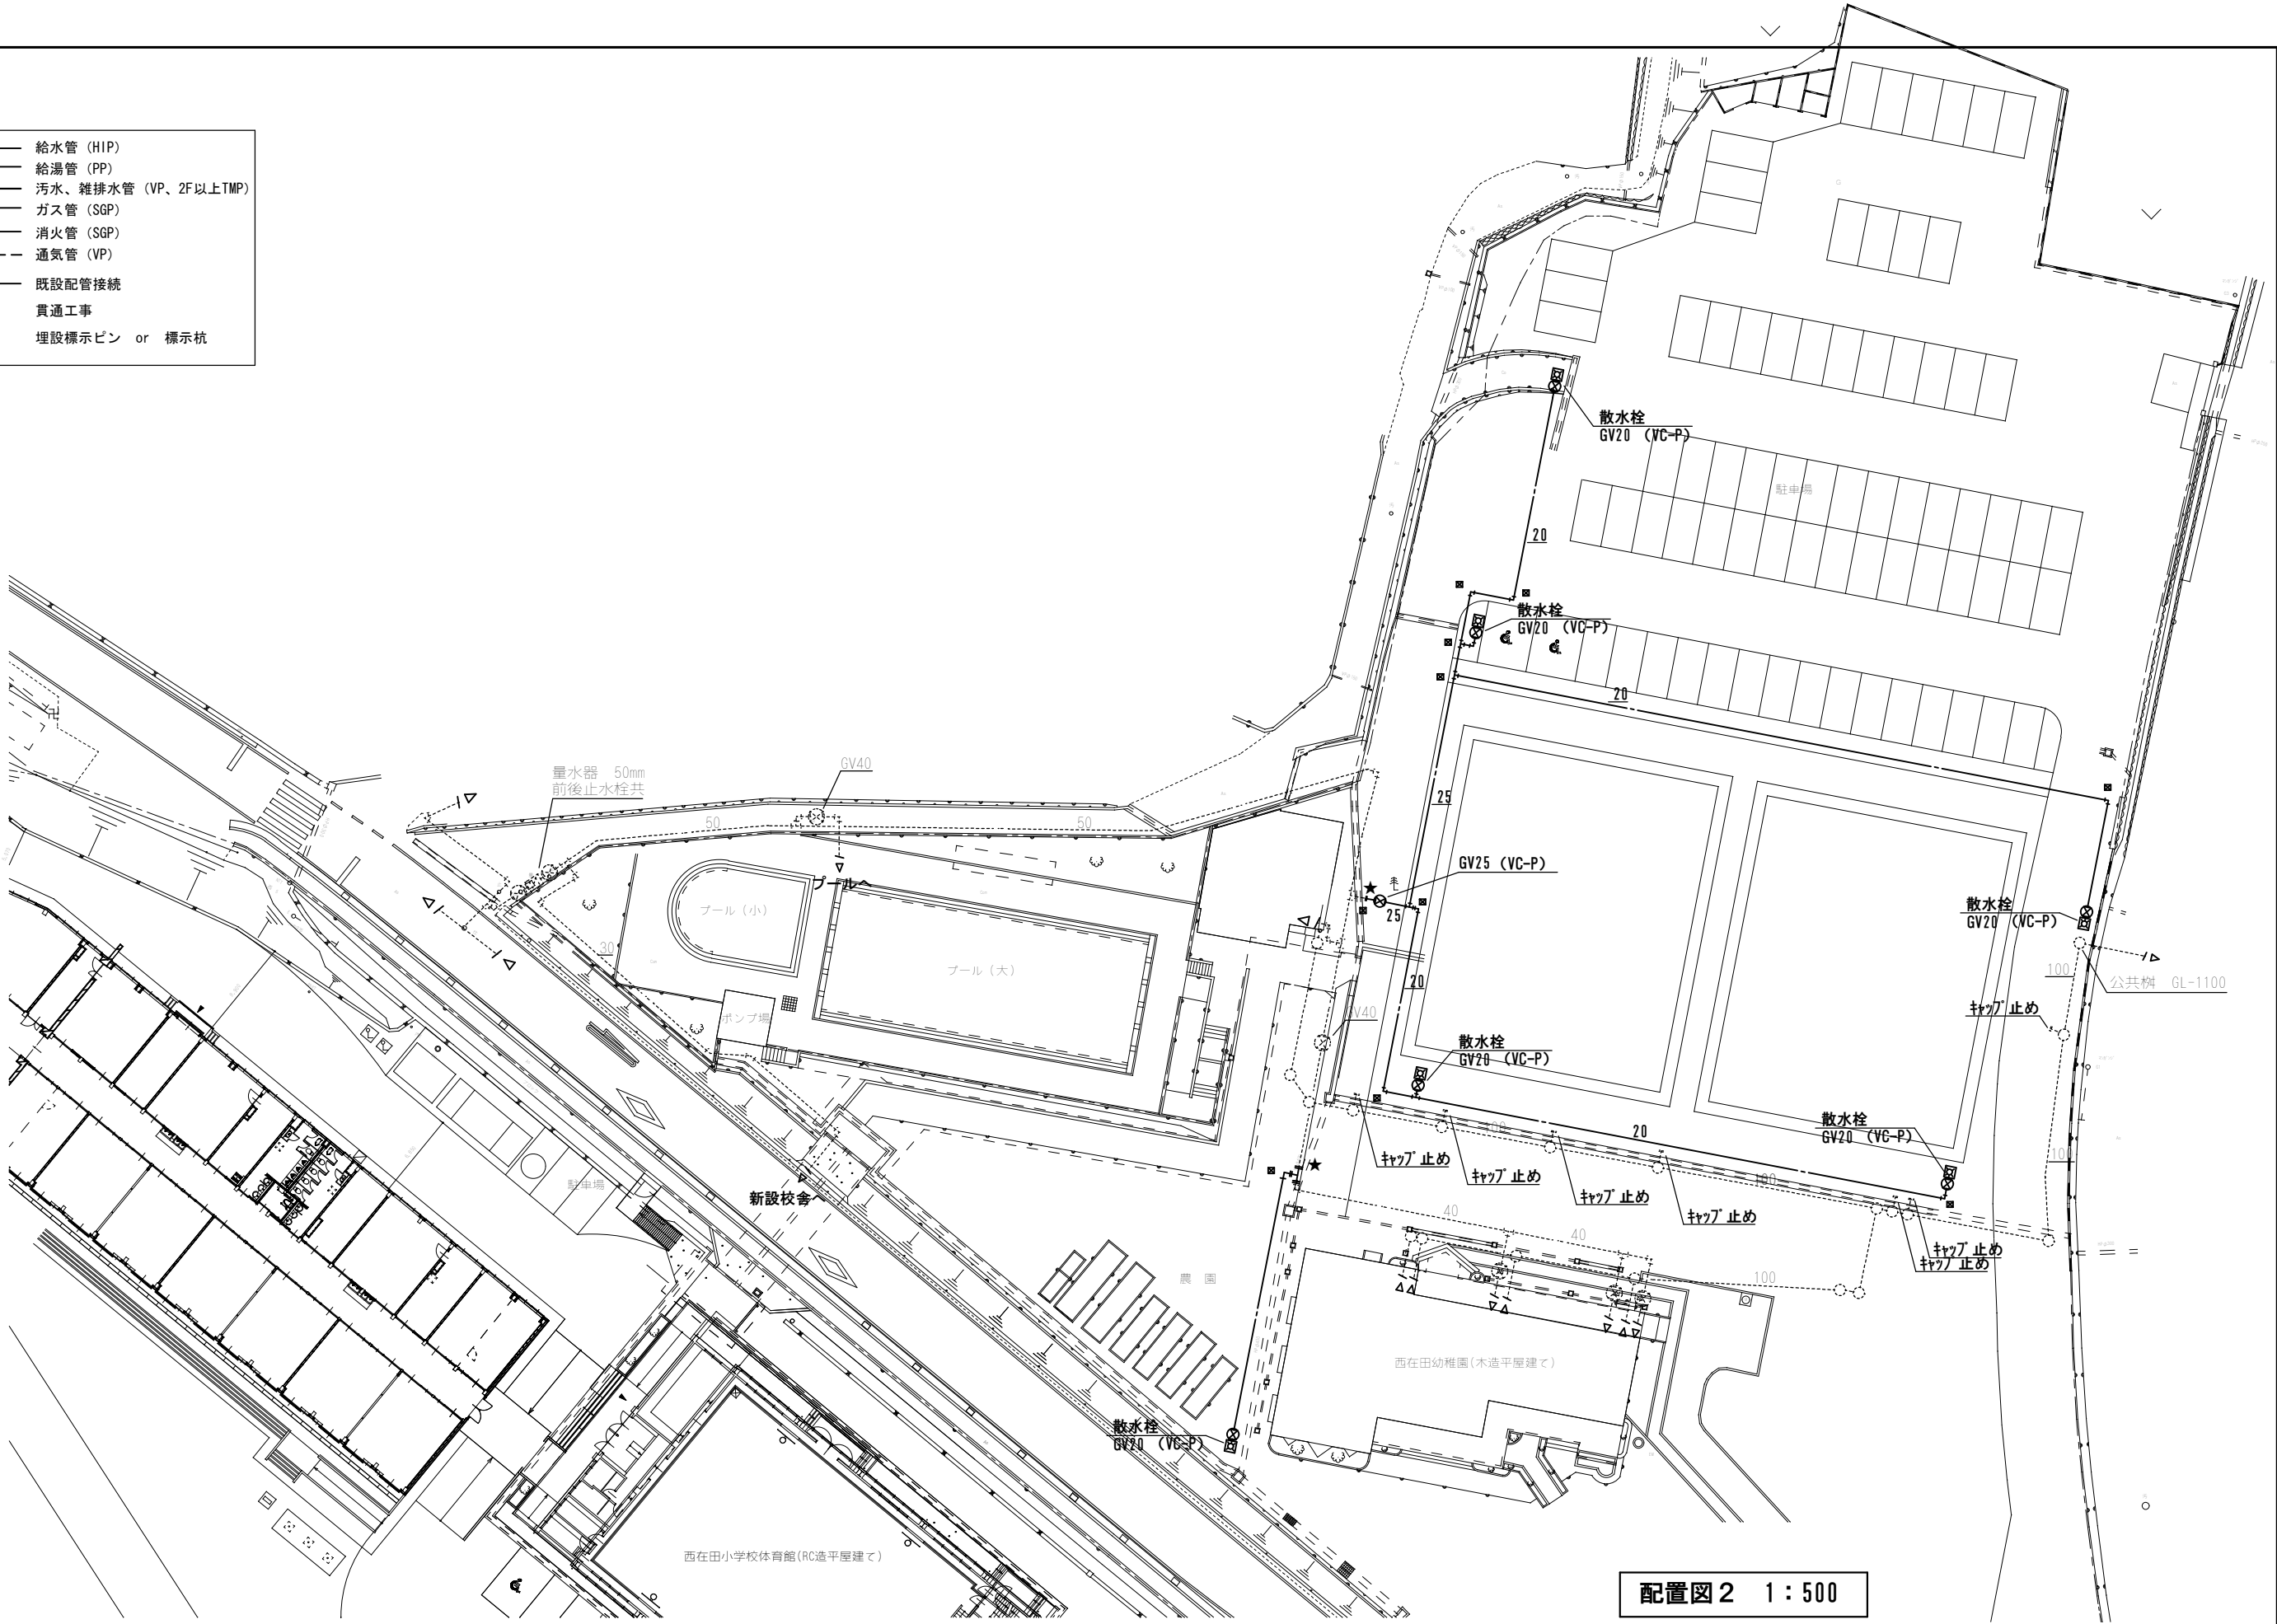 給水管 (HIP)
給湯管 (PP)
汚水、雑排水管 (VP、2F以上TMP)
ガス管 (SGP)
消火管 (SGP)
通気管 (VP)
既設配管接続
貫通工事
埋設標示ピン or 標示杭
散水栓
GV20 (VC-P)
駐車場
20
散水栓
GV20 (VC-P)
20
量水器 50mm
前後止水栓共
GV40
50
50
25
GV25 (VC-P)
プールへ
プール(小)
30
25
散水栓
GV20 (VC-P)
プール(大)
100
公共桝 GL-1100
20
キャップ止め
ポンプ場
GV40
散水栓
GV20 (VC-P)
散水栓
GV20 (VC-P)
100
20
100
キャップ止め
キャップ止め
キャップ止め
キャップ止め
100
駐車場
新設校舎へ
40
40
キャップ止め
キャップ止め
農 園
100
西在田幼稚園(木造平屋建て)
散水栓
GV20 (VC-P)
西在田小学校体育館(RC造平屋建て)
配置図2 1:500